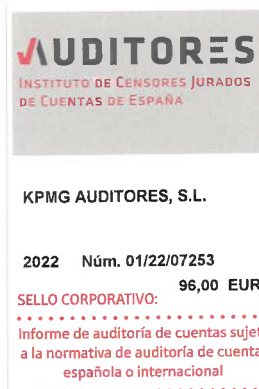 AUDITORES
INSTITUTO DE CENSORES JURADOS
DE CUENTAS DE ESPAÑA
KPMG AUDITORES, S.L.
2022 Núm. 01/22/07253
96,00 EUR
SELLO CORPORATIVO:
Informe de auditoría de cuentas sujet
a la normativa de auditoría de cuenta
española o internacional